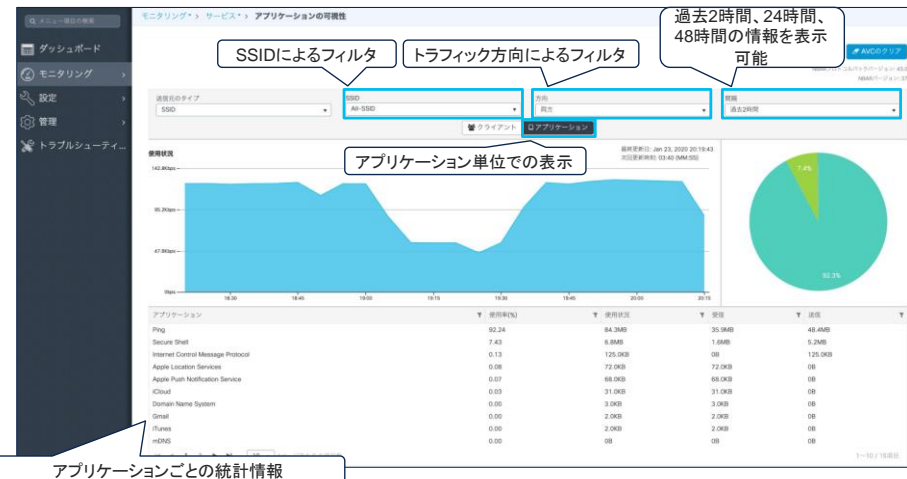 メニュー項目の検索
モニタリング > サービス > アプリケーションの可視性
過去2時間、24時間、
48時間の情報を表示
可能
ダッシュボード
モニタリング
設定
管理
トラブルシューティ...
SSIDによるフィルタ
トラフィック方向によるフィルタ
AVCのクリア
送信元のタイプ
SSID
SSID
All-SSID
方向
両方
期間
過去2時間
クライアント アプリケーション
アプリケーション単位での表示
使用状況
最終更新日: Jan 23, 2020 20:19:43
次回更新時刻: 03:40 (MM:SS)
142.8Kbps
95.2Kbps
47.6Kbps
0bps
18:30 18:45 19:00 19:15 19:30 19:45 20:00 20:15
7.4%
92.3%
アプリケーション 使用率(%) 使用状況 受信 送信
Ping 92.24 84.3MB 35.9MB 48.4MB
Secure Shell 7.43 6.8MB 1.6MB 5.2MB
Internet Control Message Protocol 0.13 125.0KB 0B 125.0KB
Apple Location Services 0.08 72.0KB 72.0KB 0B
Apple Push Notification Service 0.07 68.0KB 68.0KB 0B
iCloud 0.03 31.0KB 31.0KB 0B
Domain Name System 0.00 3.0KB 3.0KB 0B
Gmail 0.00 2.0KB 2.0KB 0B
iTunes 0.00 2.0KB 2.0KB 0B
mDNS 0.00 0B 0B 0B
アプリケーションごとの統計情報